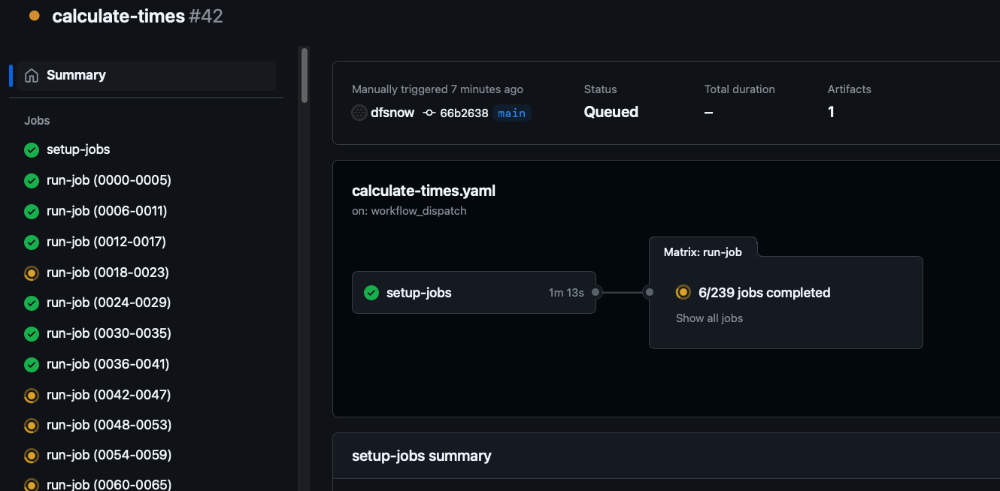 calculate-times #42
Summary
Jobs
setup-jobs
run-job (0000-0005)
run-job (0006-0011)
run-job (0012-0017)
run-job (0018-0023)
run-job (0024-0029)
run-job (0030-0035)
run-job (0036-0041)
run-job (0042-0047)
run-job (0048-0053)
run-job (0054-0059)
run-job (0060-0065)
Manually triggered 7 minutes ago
dfsnow 66b2638 main
Status
Queued
Total duration
–
Artifacts
1
calculate-times.yaml
on: workflow_dispatch
setup-jobs 1m 13s
Matrix: run-job
6/239 jobs completed
Show all jobs
setup-jobs summary